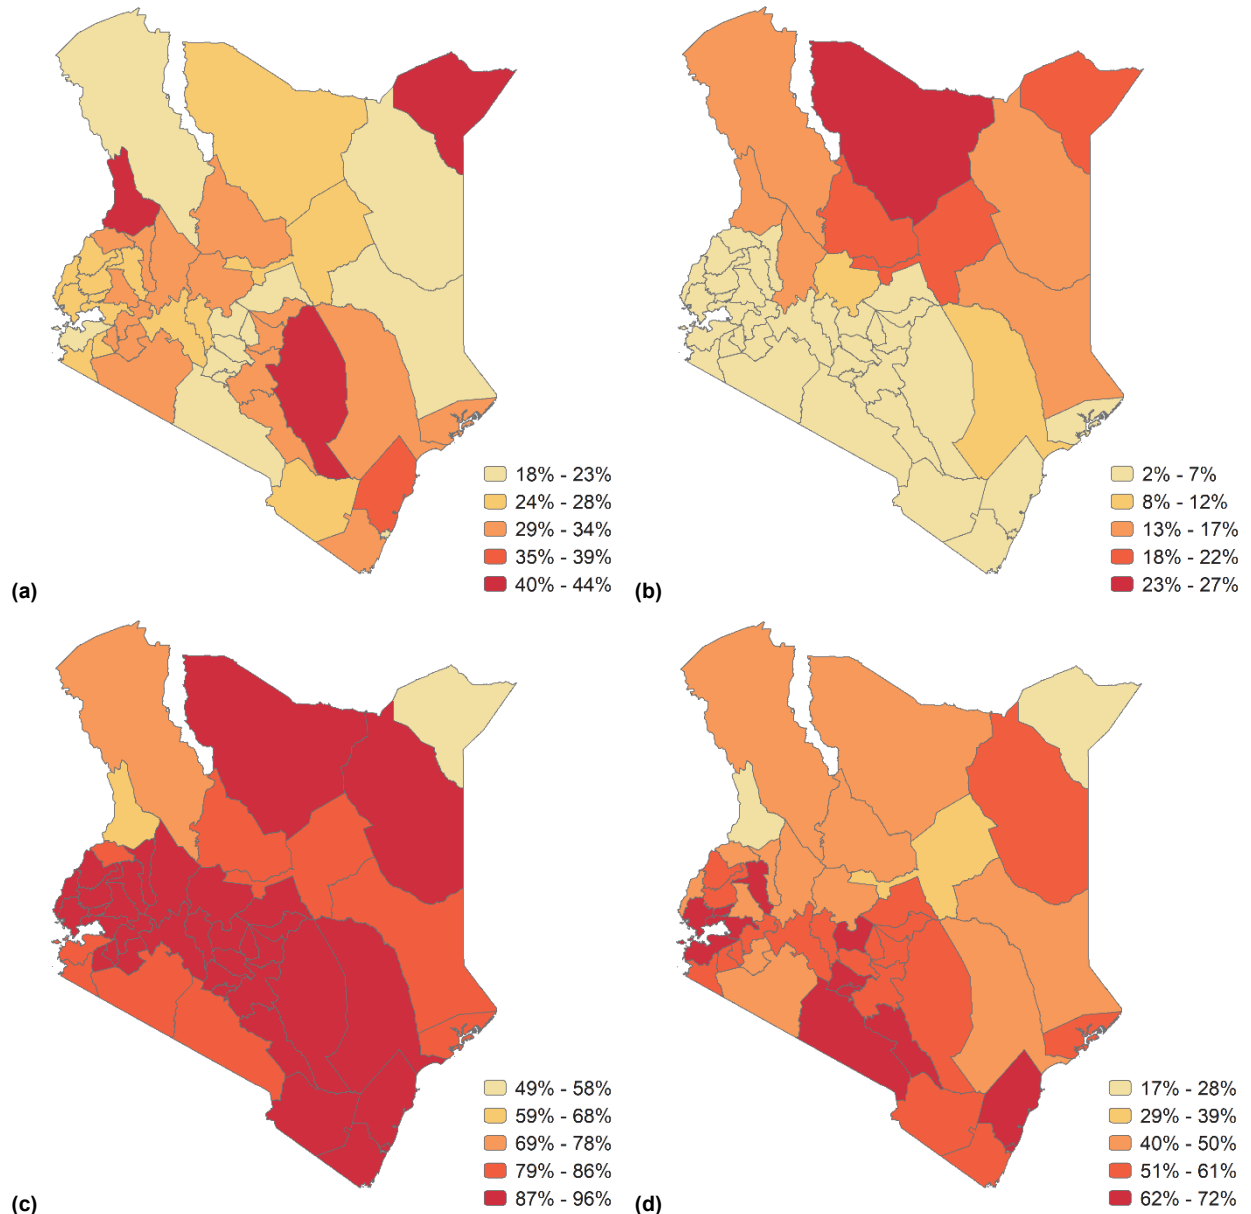 18% - 23%
24% - 28%
29% - 34%
35% - 39%
40% - 44%
(a)
2% - 7%
8% - 12%
13% - 17%
18% - 22%
23% - 27%
(b)
49% - 58%
59% - 68%
69% - 78%
79% - 86%
87% - 96%
(c)
17% - 28%
29% - 39%
40% - 50%
51% - 61%
62% - 72%
(d)